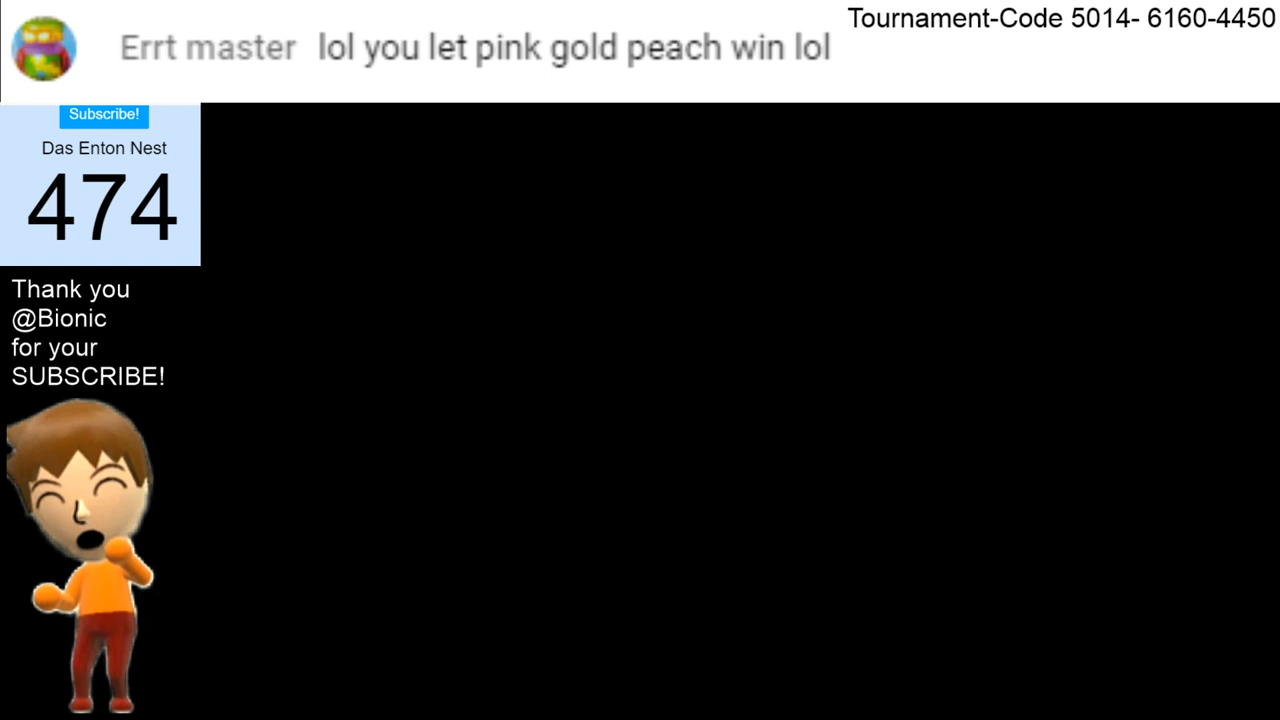 Tournament-Code 5014- 6160-4450
Errt master lol you let pink gold peach win lol
Subscribe!
Das Enton Nest
474
Thank you
@Bionic
for your
SUBSCRIBE!